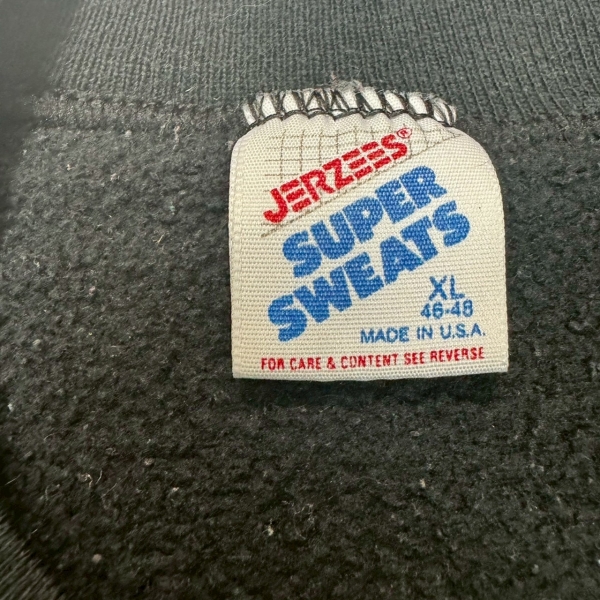 JERZEES®
SUPER
SWEATS
XL
46-48
MADE IN U.S.A.
FOR CARE & CONTENT SEE REVERSE